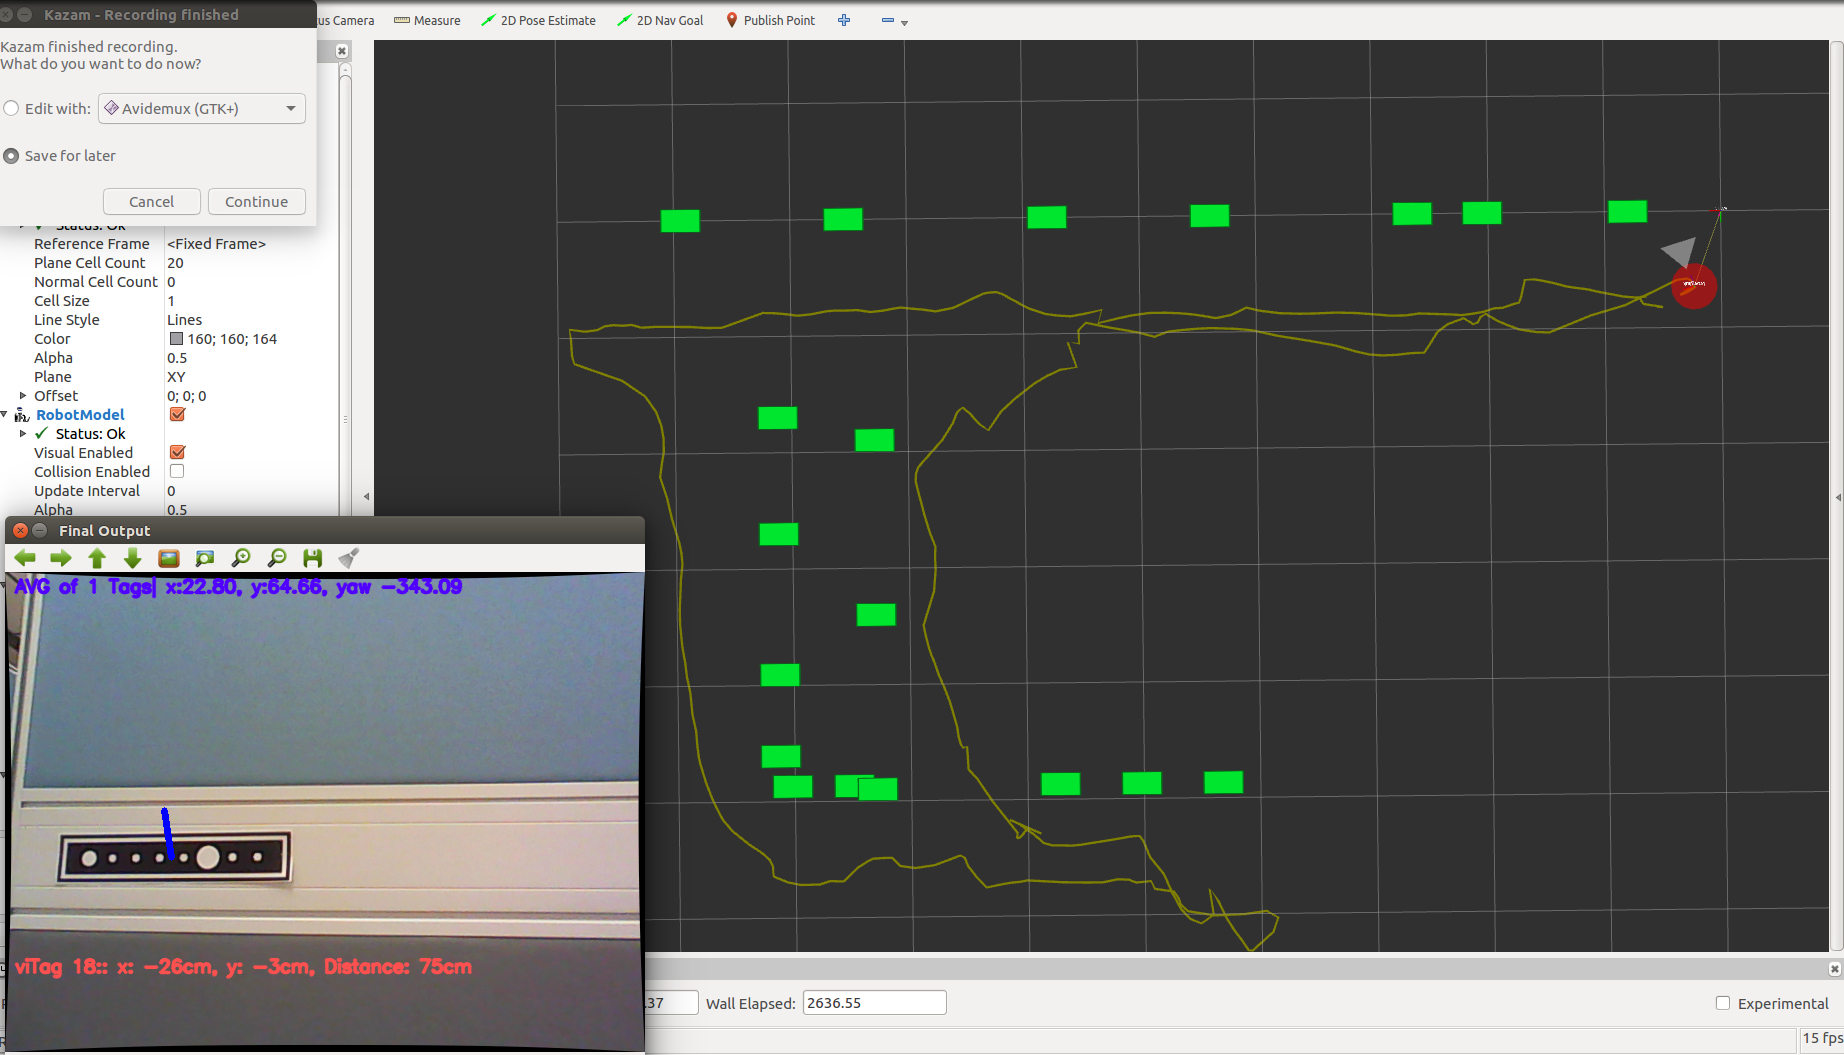 Kazam - Recording finished
Kazam finished recording.
What do you want to do now?
Edit with:
Avidemux (GTK+)
Save for later
Cancel
Continue
Camera
Measure
2D Pose Estimate
2D Nav Goal
Publish Point
Status: Ok
Reference Frame <Fixed Frame>
Plane Cell Count 20
Normal Cell Count 0
Cell Size 1
Line Style Lines
Color 160; 160; 164
Alpha 0.5
Plane XY
Offset 0; 0; 0
RobotModel
Status: Ok
Visual Enabled
Collision Enabled
Update Interval 0
Alpha 0.5
Final Output
AVG of 1 Tags| x:22.80, y:64.66, yaw -343.09
viTag 18:: x: -26cm, y: -3cm, Distance: 75cm
.37
Wall Elapsed: 2636.55
Experimental
15 fps